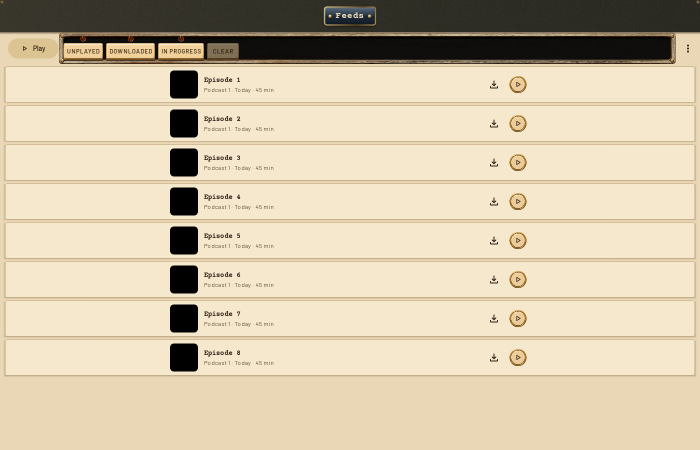 Feeds
Play
UNPLAYED DOWNLOADED IN PROGRESS CLEAR
Episode 1
Podcast 1 · Today · 45 min
Episode 2
Podcast 1 · Today · 45 min
Episode 3
Podcast 1 · Today · 45 min
Episode 4
Podcast 1 · Today · 45 min
Episode 5
Podcast 1 · Today · 45 min
Episode 6
Podcast 1 · Today · 45 min
Episode 7
Podcast 1 · Today · 45 min
Episode 8
Podcast 1 · Today · 45 min